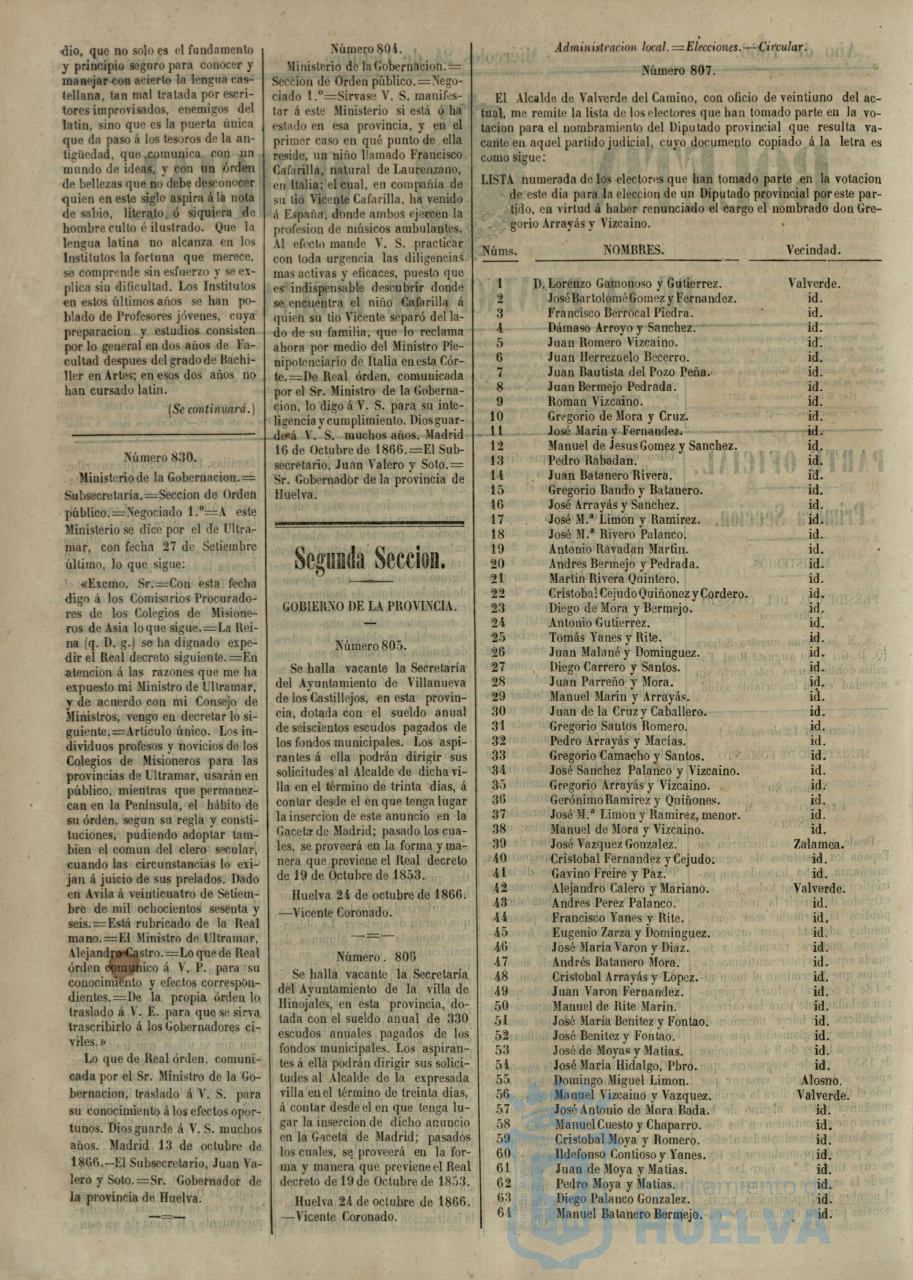 dio, que no solo es el fundamento
y principio seguro para conocer y
manejar con acierto la lengua cas-
tellana, tan mal tratada por escri-
tores improvisados, enemigos del
latin, sino que es la puerta única
que da paso á los tesoros de la an-
tigüedad, que comunica con un
mundo de ideas, y con un órden
de bellezas que no debe desconocer
quien en este siglo aspira á la nota
de sabio, literato ó siquiera de
hombre culto é ilustrado. Que la
lengua latina no alcanza en los
Institutos la fortuna que merece,
se comprende sin esfuerzo y se ex-
plica sin dificultad. Los Institutos
en estos últimos años se han po-
blado de Profesores jóvenes, cuya
preparacion y estudios consisten
por lo general en dos años de Fa-
cultad despues del grado de Bachi-
ller en Artes; en esos dos años no
han cursado latin.
(Se continuará.)
Número 830.
Ministerio de la Gobernacion.=
Subsecretaria.=Seccion de Orden
público.=Negociado 1.º=A este
Ministerio se dice por el de Ultra-
mar, con fecha 27 de Setiembre
último, lo que sigue:
«Excmo. Sr.=Con esta fecha
digo á los Comisarios Procurado-
res de los Colegios de Misione-
ros de Asia lo que sigue.=La Rei-
na (q. D. g.) se ha dignado expe-
dir el Real decreto siguiente.=En
atencion á las razones que me ha
expuesto mi Ministro de Ultramar,
y de acuerdo con mi Consejo de
Ministros, vengo en decretar lo si-
guiente.=Artículo único. Los in-
dividuos profesos y novicios de los
Colegios de Misioneros para las
provincias de Ultramar, usarán en
público, mientras que permanez-
can en la Península, el hábito de
su órden, segun su regla y consti-
tuciones, pudiendo adoptar tam-
bien el comun del clero secular,
cuando las circunstancias lo exi-
jan á juicio de sus prelados. Dado
en Avila á veinticuatro de Setiem-
bre de mil ochocientos sesenta y
seis.=Está rubricado de la Real
mano.=El Ministro de Ultramar,
Alejandro Castro.=Lo que de Real
órden comunico á V. P. para su
conocimiento y efectos correspon-
dientes.=De la propia órden lo
traslado á V. E. para que se sirva
trascribirlo á los Gobernadores ci-
viles.»
Lo que de Real órden, comuni-
cada por el Sr. Ministro de la Go-
bernacion, traslado á V. S. para
su conocimiento á los efectos opor-
tunos. Dios guarde á V. S. muchos
años. Madrid 13 de octubre de
1866.—El Subsecretario, Juan Va-
lero y Soto.=Sr. Gobernador de
la provincia de Huelva.
Número 804.
Ministerio de la Gobernacion.=
Seccion de Orden público.=Nego-
ciado 1.º=Sírvase V. S. manifes-
tar á este Ministerio si está ó ha
estado en esa provincia, y en el
primer caso en qué punto de ella
reside, un niño llamado Francisco
Cafarilla, natural de Laurenzano,
en Italia; el cual, en compañía de
su tio Vicente Cafarilla, ha venido
á España, donde ambos ejercen la
profesion de músicos ambulantes.
Al efecto mande V. S. practicar
con toda urgencia las diligencias
mas activas y eficaces, puesto que
es indispensable descubrir donde
se encuentra el niño Cafarilla á
quien su tio Vicente separó del la-
do de su familia, que lo reclama
ahora por medio del Ministro Ple-
nipotenciario de Italia en esta Cór-
te.=De Real órden, comunicada
por el Sr. Ministro de la Goberna-
cion, lo digo á V. S. para su inte-
ligencia y cumplimiento. Dios guar-
de á V. S. muchos años. Madrid
16 de Octubre de 1866.=El Sub-
secretario, Juan Valero y Soto.=
Sr. Gobernador de la provincia de
Huelva.
Segunda Seccion.
GOBIERNO DE LA PROVINCIA.
Número 805.
Se halla vacante la Secretaría
del Ayuntamiento de Villanueva
de los Castillejos, en esta provin-
cia, dotada con el sueldo anual
de seiscientos escudos pagados de
los fondos municipales. Los aspi-
rantes á ella podrán dirigir sus
solicitudes al Alcalde de dicha vi-
lla en el término de trinta dias, á
contar desde el en que tenga lugar
la insercion de este anuncio en la
Gaceta de Madrid; pasado los cua-
les, se proveerá en la forma y ma-
nera que previene el Real decreto
de 19 de Octubre de 1853.
Huelva 24 de octubre de 1866.
—Vicente Coronado.
Número. 806
Se halla vacante la Secretaría
del Ayuntamiento de la villa de
Hinojales, en esta provincia, do-
tada con el sueldo anual de 330
escudos anuales pagados de los
fondos municipales. Los aspiran-
tes á ella podrán dirigir sus solici-
tudes al Alcalde de la expresada
villa en el término de treinta dias,
á contar desde el en que tenga lu-
gar la insercion de dicho anuncio
en la Gaceta de Madrid; pasados
los cuales, se proveerá en la for-
ma y manera que previene el Real
decreto de 19 de Octubre de 1853.
Huelva 24 de octubre de 1866.
—Vicente Coronado.
Administracion local.=Elecciones.—Circular.
Número 807.
El Alcalde de Valverde del Camino, con oficio de veintiuno del ac-
tual, me remite la lista de los electores que han tomado parte en la vo-
tacion para el nombramiento del Diputado provincial que resulta va-
cante en aquel partido judicial, cuyo documento copiado á la letra es
como sigue:
LISTA numerada de los electores que han tomado parte en la votacion
de este dia para la eleccion de un Diputado provincial por este par-
tido, en virtud á haber renunciado el cargo el nombrado don Gre-
gorio Arrayás y Vizcaino.
Núms. NOMBRES. Vecindad.
1 D. Lorenzo Gamonoso y Gutierrez. Valverde.
2 José Bartolomé Gomez y Fernandez. id.
3 Francisco Berrocal Piedra. id.
4 Dámaso Arroyo y Sanchez. id.
5 Juan Romero Vizcaino. id.
6 Juan Herrezuelo Becerro. id.
7 Juan Bautista del Pozo Peña. id.
8 Juan Bermejo Pedrada. id.
9 Roman Vizcaino. id.
10 Gregorio de Mora y Cruz. id.
11 José Marin y Fernandez. id.
12 Manuel de Jesus Gomez y Sanchez. id.
13 Pedro Rabadan. id.
14 Juan Batanero Rivera. id.
15 Gregorio Bando y Batanero. id.
16 José Arrayás y Sanchez. id.
17 José M.ª Limon y Ramirez. id.
18 José M.ª Rivero Palanco. id.
19 Antonio Ravadan Martin. id.
20 Andres Bermejo y Pedrada. id.
21 Martin Rivera Quintero. id.
22 Cristobal Cejudo Quiñonez y Cordero. id.
23 Diego de Mora y Bermejo. id.
24 Antonio Gutierrez. id.
25 Tomás Yanes y Rite. id.
26 Juan Malané y Dominguez. id.
27 Diego Carrero y Santos. id.
28 Juan Parreño y Mora. id.
29 Manuel Marin y Arrayás. id.
30 Juan de la Cruz y Caballero. id.
31 Gregorio Santos Romero. id.
32 Pedro Arrayás y Macías. id.
33 Gregorio Camacho y Santos. id.
34 José Sanchez Palanco y Vizcaino. id.
35 Gregorio Arrayás y Vizcaino. id.
36 Gerónimo Ramirez y Quiñones. id.
37 José M.ª Limon y Ramirez, menor. id.
38 Manuel de Mora y Vizcaino. id.
39 José Vazquez Gonzalez. Zalamea.
40 Cristobal Fernandez y Cejudo. id.
41 Gavino Freire y Paz. id.
42 Alejandro Calero y Mariano. Valverde.
43 Andres Perez Palanco. id.
44 Francisco Yanes y Rite. id.
45 Eugenio Zarza y Dominguez. id.
46 José María Varon y Diaz. id.
47 Andrés Batanero Mora. id.
48 Cristobal Arrayás y López. id.
49 Juan Varon Fernandez. id.
50 Manuel de Rite Marin. id.
51 José María Benitez y Fontao. id.
52 José Benitez y Fontao. id.
53 José de Moyas y Matias. id.
54 José María Hidalgo, Pbro. id.
55 Domingo Miguel Limon. Alosno.
56 Manuel Vizcaino y Vazquez. Valverde.
57 José Antonio de Mora Bada. id.
58 Manuel Cuesto y Chaparro. id.
59 Cristobal Moya y Romero. id.
60 Ildefonso Contioso y Yanes. id.
61 Juan de Moya y Matias. id.
62 Pedro Moya y Matias. id.
63 Diego Palanco Gonzalez. id.
64 Manuel Batanero Bermejo. id.
HUELVA